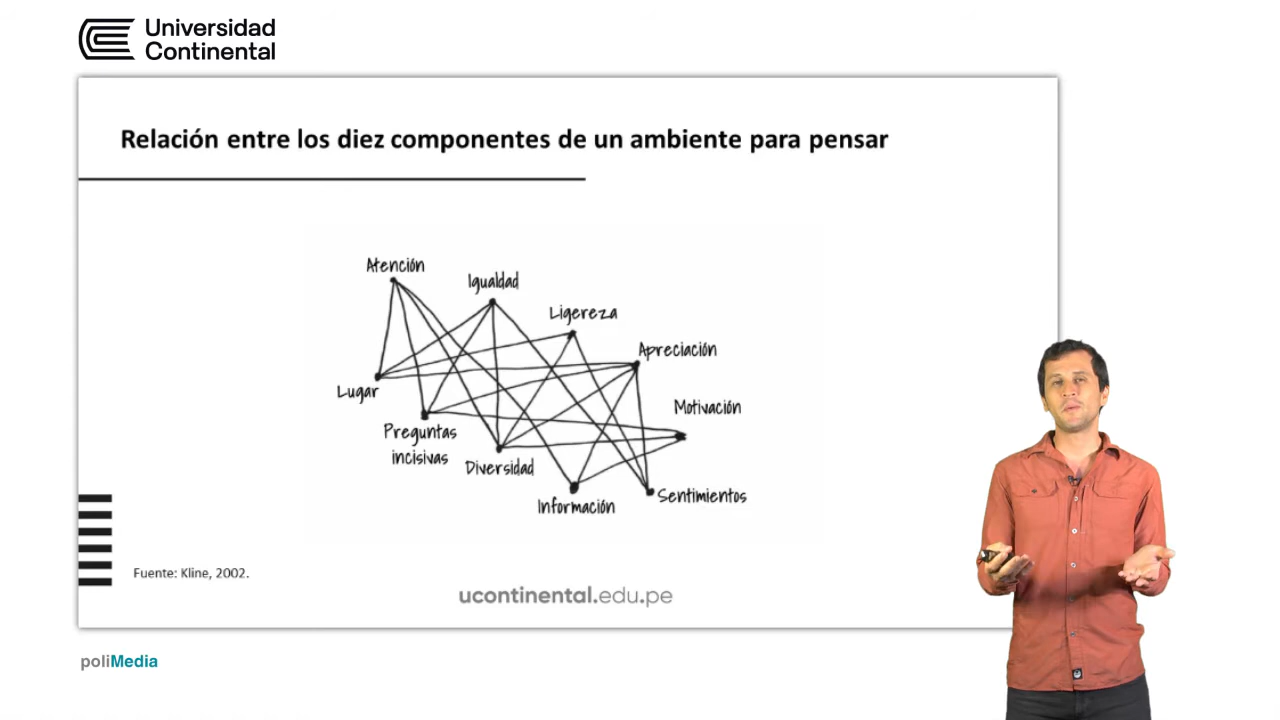 Universidad
Continental
Relación entre los diez componentes de un ambiente para pensar
Atención
Igualdad
Ligereza
Apreciación
Lugar
Motivación
Preguntas
incisivas
Diversidad
Información
Sentimientos
Fuente: Kline, 2002.
ucontinental.edu.pe
poliMedia